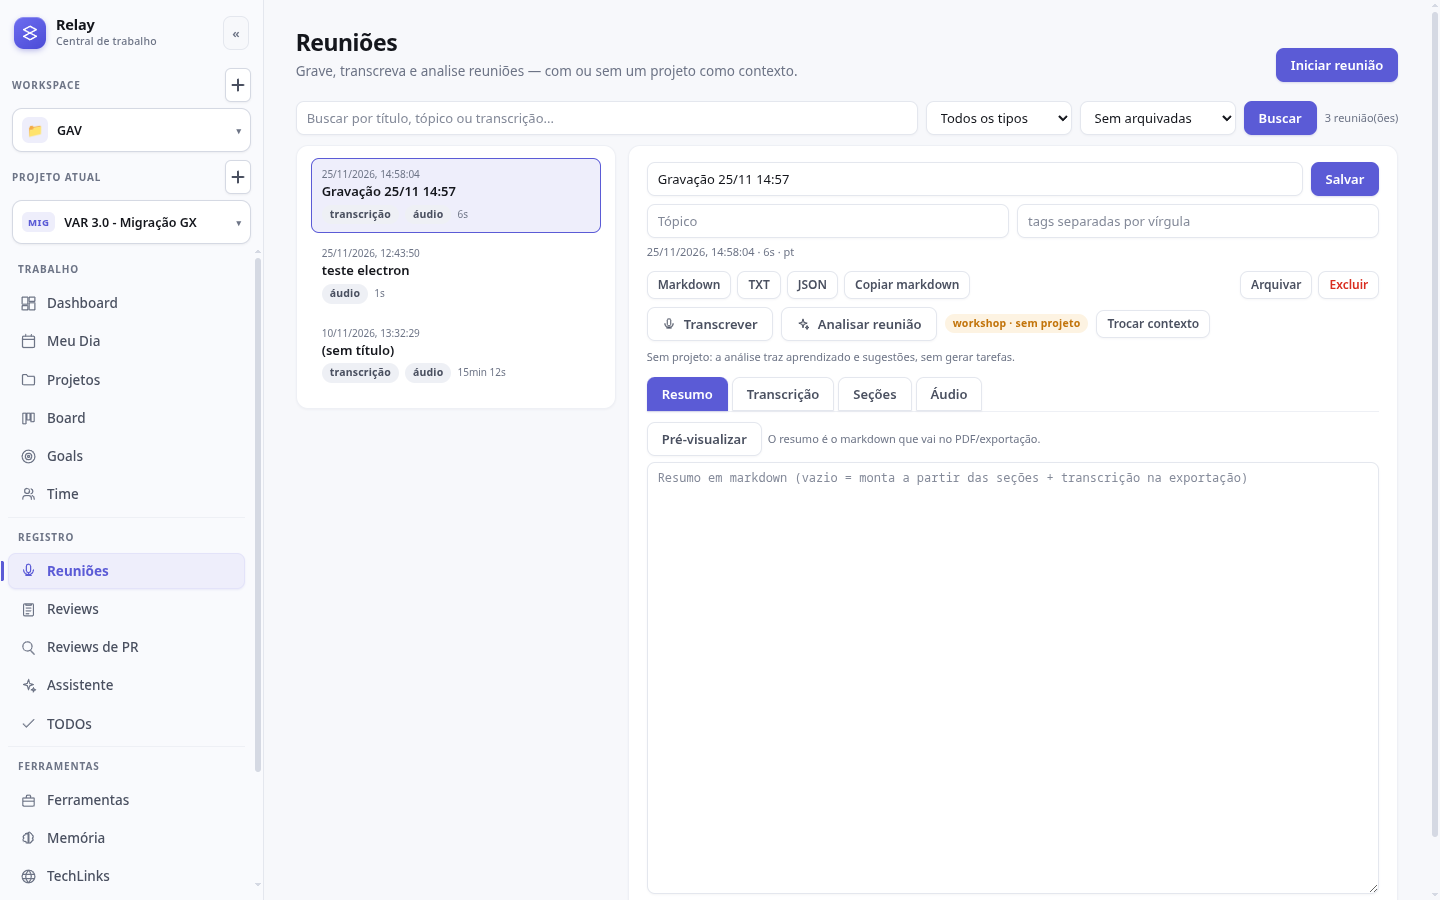 Relay
Central de trabalho
«
WORKSPACE
GAV
PROJETO ATUAL
MIG VAR 3.0 - Migração GX
TRABALHO
Dashboard
Meu Dia
Projetos
Board
Goals
Time
REGISTRO
Reuniões
Reviews
Reviews de PR
Assistente
TODOs
FERRAMENTAS
Ferramentas
Memória
TechLinks
Reuniões
Grave, transcreva e analise reuniões — com ou sem um projeto como contexto.
Iniciar reunião
Buscar por título, tópico ou transcrição...
Todos os tipos
Sem arquivadas
Buscar
3 reunião(ões)
25/11/2026, 14:58:04
Gravação 25/11 14:57
transcrição áudio 6s
25/11/2026, 12:43:50
teste electron
áudio 1s
10/11/2026, 13:32:29
(sem título)
transcrição áudio 15min 12s
Gravação 25/11 14:57
Salvar
Tópico
tags separadas por vírgula
25/11/2026, 14:58:04 · 6s · pt
Markdown TXT JSON Copiar markdown Arquivar Excluir
Transcrever Analisar reunião workshop · sem projeto Trocar contexto
Sem projeto: a análise traz aprendizado e sugestões, sem gerar tarefas.
Resumo Transcrição Seções Áudio
Pré-visualizar O resumo é o markdown que vai no PDF/exportação.
Resumo em markdown (vazio = monta a partir das seções + transcrição na exportação)